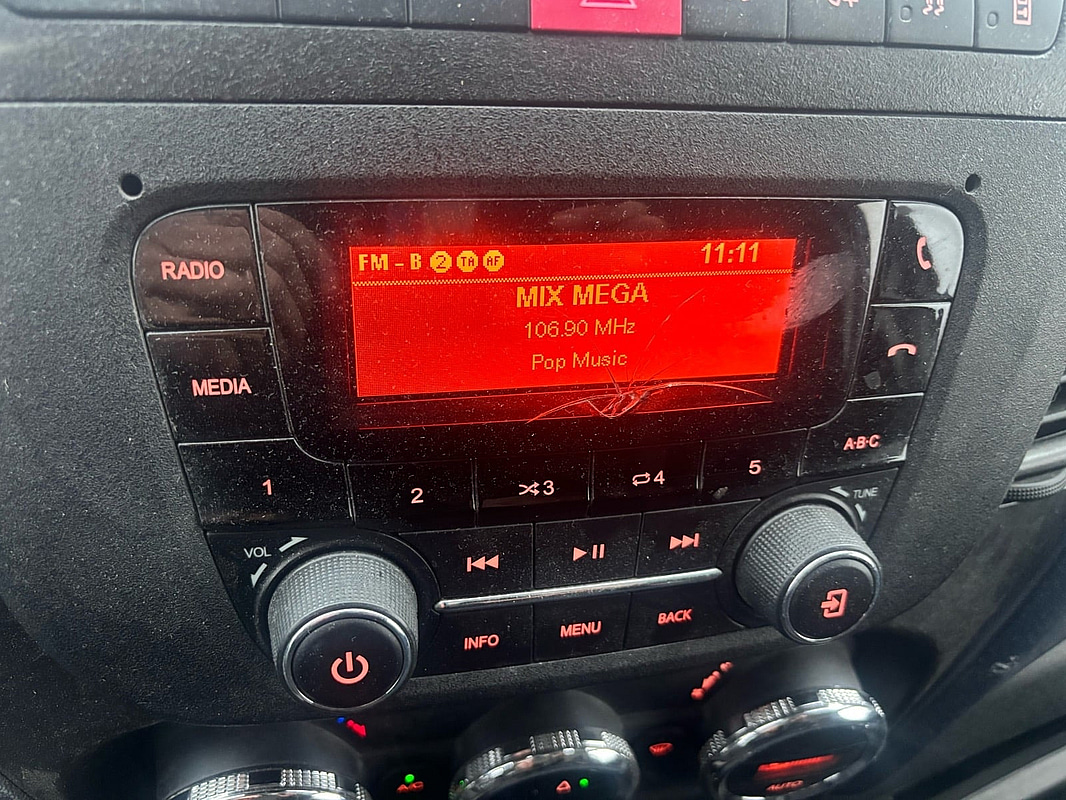 FM - B 2 TA AF 11:11
MIX MEGA
106.90 MHz
Pop Music
RADIO
MEDIA
A·B·C
1 2 3 4 5
VOL
TUNE
INFO MENU BACK
A/C
AUTO